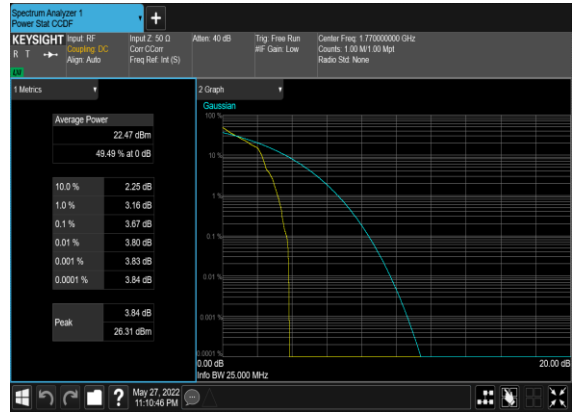 Spectrum Analyzer 1
Power Stat CCDF
KEYSIGHT
R T
LXI
Input: RF
Coupling: DC
Align: Auto
Input Z: 50 Ω
Corr CCorr
Freq Ref: Int (S)
Atten: 40 dB
Trig: Free Run
#IF Gain: Low
Center Freq: 1.770000000 GHz
Counts: 1.00 M/1.00 Mpt
Radio Std: None
1 Metrics
Average Power
22.47 dBm
49.49 % at 0 dB
10.0 % 2.25 dB
1.0 % 3.16 dB
0.1 % 3.67 dB
0.01 % 3.80 dB
0.001 % 3.83 dB
0.0001 % 3.84 dB
Peak
3.84 dB
26.31 dBm
2 Graph
Gaussian
100 %
10 %
1 %
0.1 %
0.01 %
0.001 %
0.0001 %
0.00 dB 20.00 dB
Info BW 25.000 MHz
May 27, 2022
11:10:46 PM